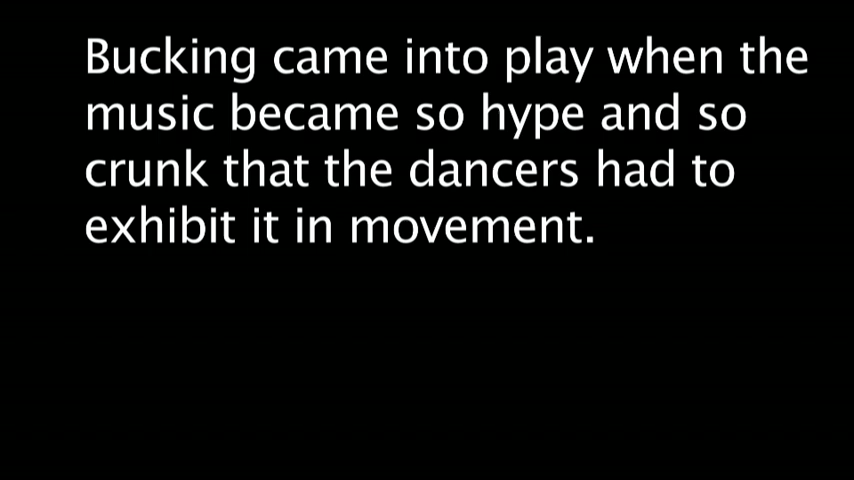 Bucking came into play when the
music became so hype and so
crunk that the dancers had to
exhibit it in movement.